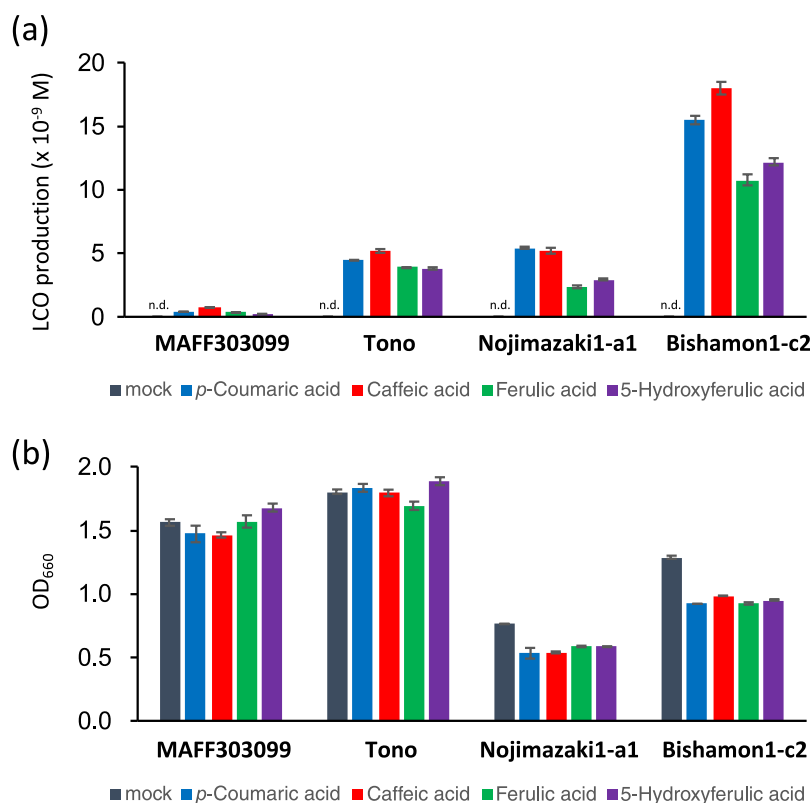 (a)
LCO production (x 10⁻⁹ M)
20
15
10
5
0
n.d. n.d. n.d. n.d.
MAFF303099 Tono Nojimazaki1-a1 Bishamon1-c2
mock p-Coumaric acid Caffeic acid Ferulic acid 5-Hydroxyferulic acid
(b)
OD₆₆₀
2.0
1.5
1.0
0.5
0.0
MAFF303099 Tono Nojimazaki1-a1 Bishamon1-c2
mock p-Coumaric acid Caffeic acid Ferulic acid 5-Hydroxyferulic acid